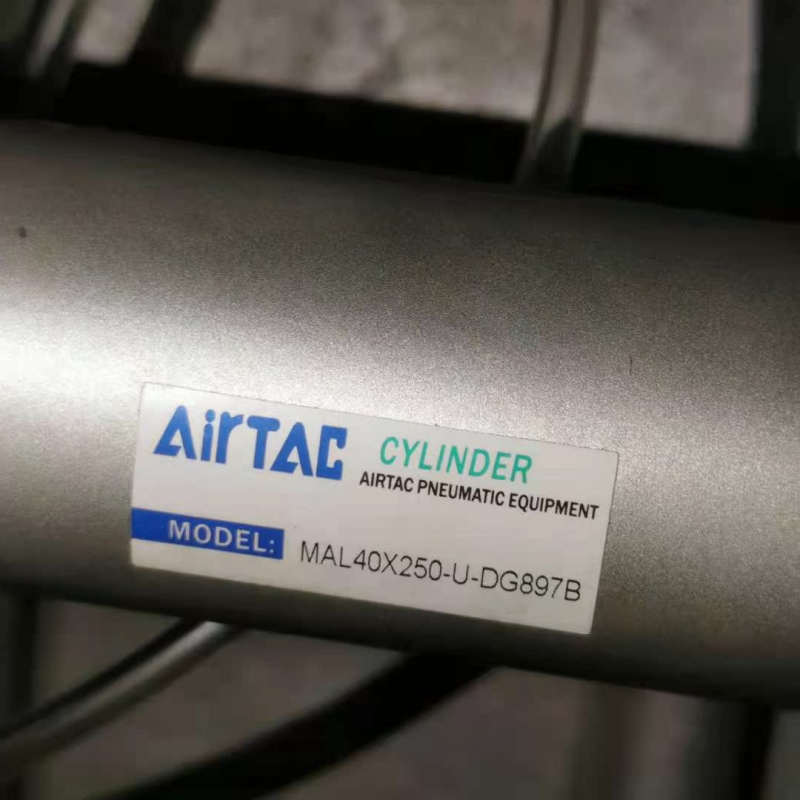 AirTAC
CYLINDER
AIRTAC PNEUMATIC EQUIPMENT
MODEL: MAL40X250-U-DG897B